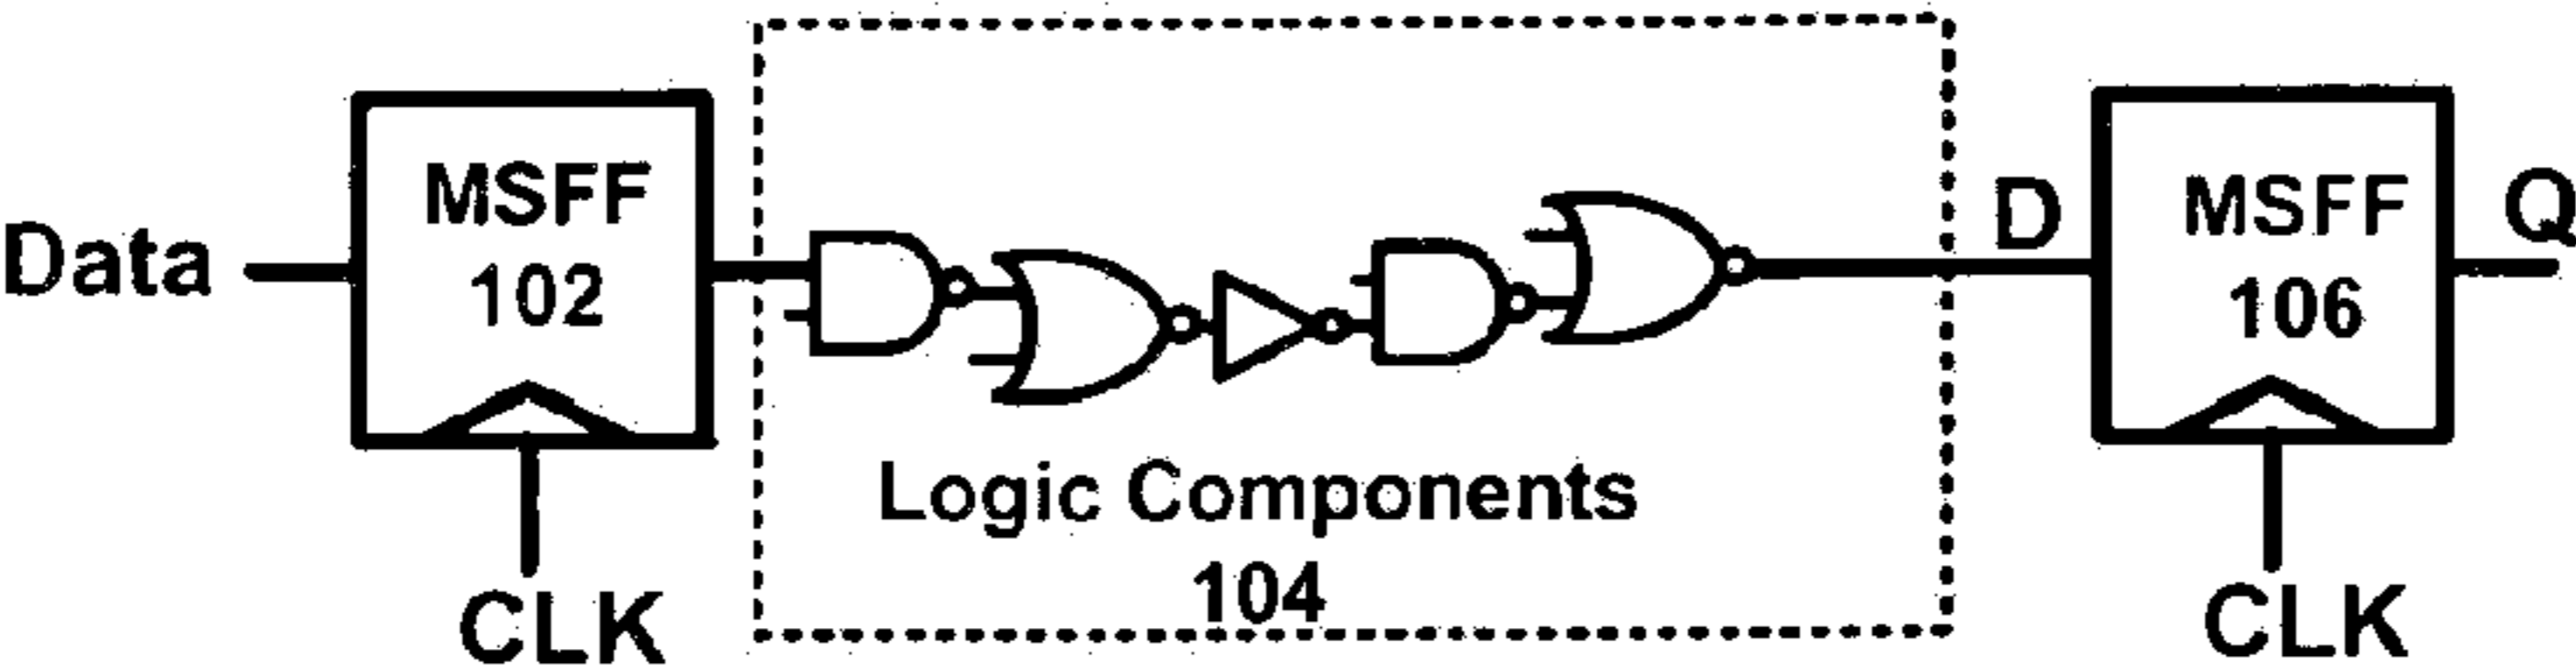 Data
MSFF
102
CLK
Logic Components
104
D
MSFF
106
Q
CLK